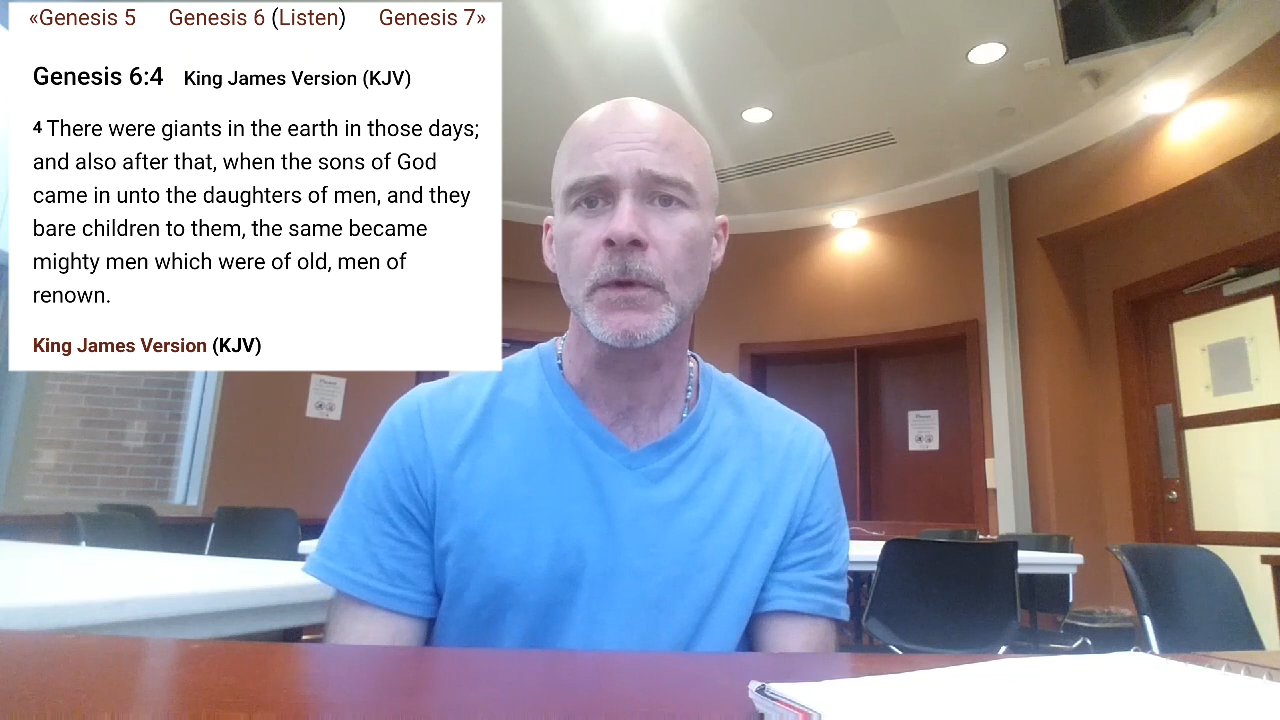 «Genesis 5 Genesis 6 (Listen) Genesis 7»
Genesis 6:4 King James Version (KJV)
4 There were giants in the earth in those days;
and also after that, when the sons of God
came in unto the daughters of men, and they
bare children to them, the same became
mighty men which were of old, men of
renown.
King James Version (KJV)